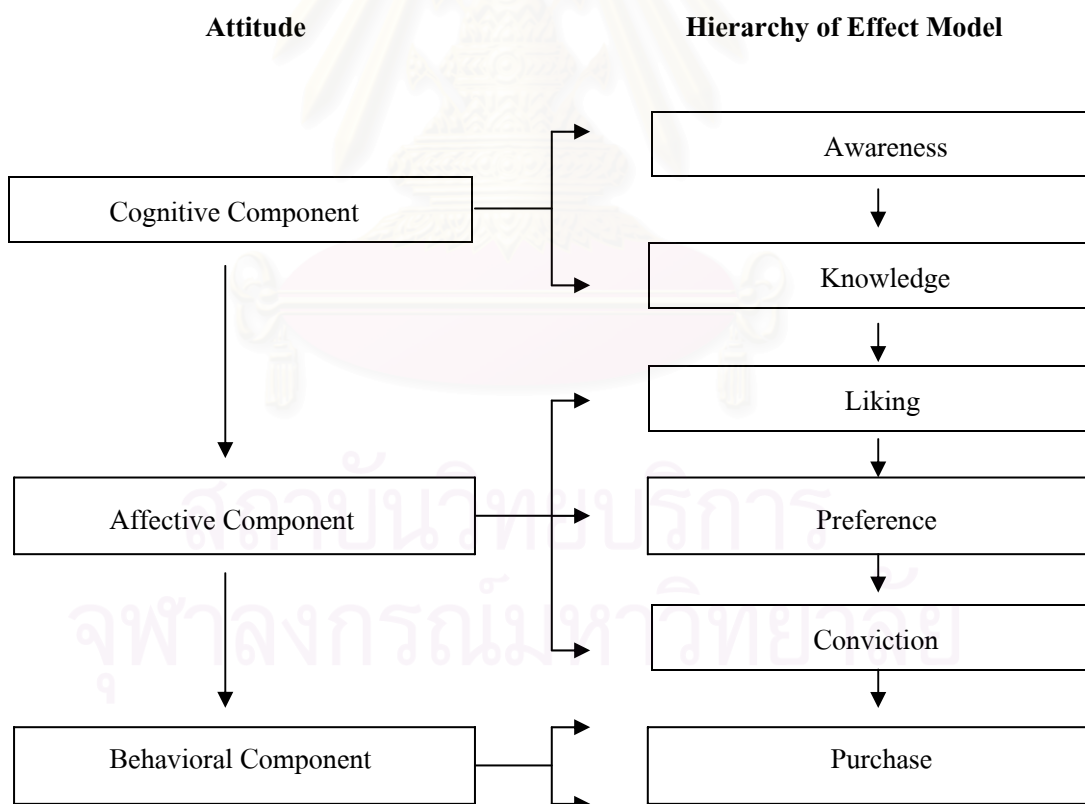 Attitude Hierarchy of Effect Model
Awareness
Cognitive Component
Knowledge
Liking
สถาบันวิทยบริการ
Affective Component Preference
จุฬาลงกรณ์มหาวิทยาลัย
Conviction
Behavioral Component Purchase